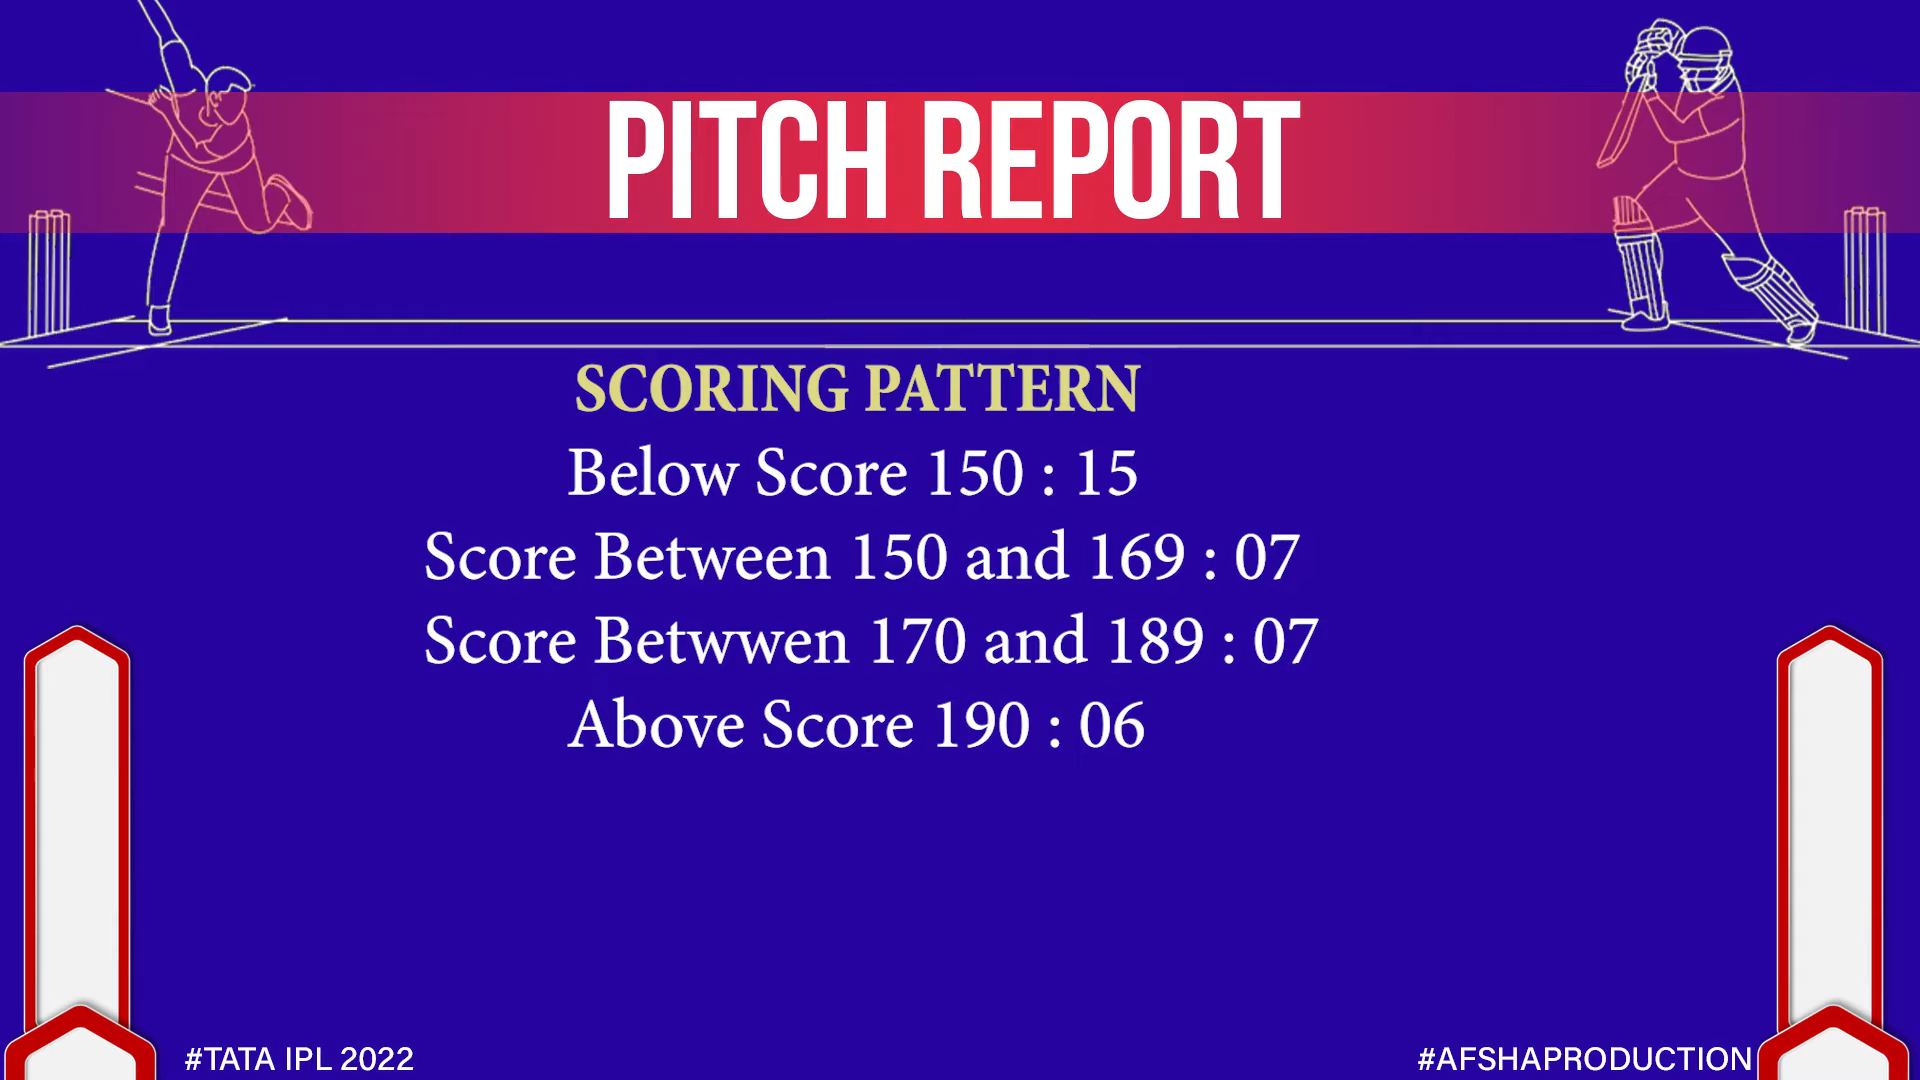 PITCH REPORT
SCORING PATTERN
Below Score 150 : 15
Score Between 150 and 169 : 07
Score Betwwen 170 and 189 : 07
Above Score 190 : 06
#TATA IPL 2022
#AFSHAPRODUCTION